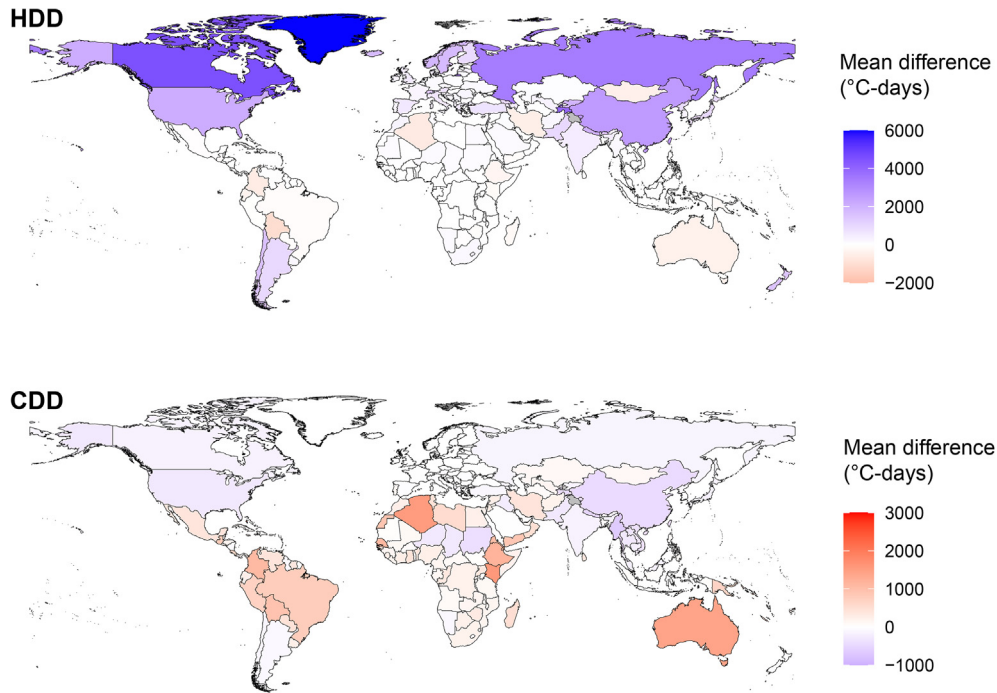 HDD
Mean difference
(°C-days)
6000
4000
2000
0
−2000
CDD
Mean difference
(°C-days)
3000
2000
1000
0
−1000